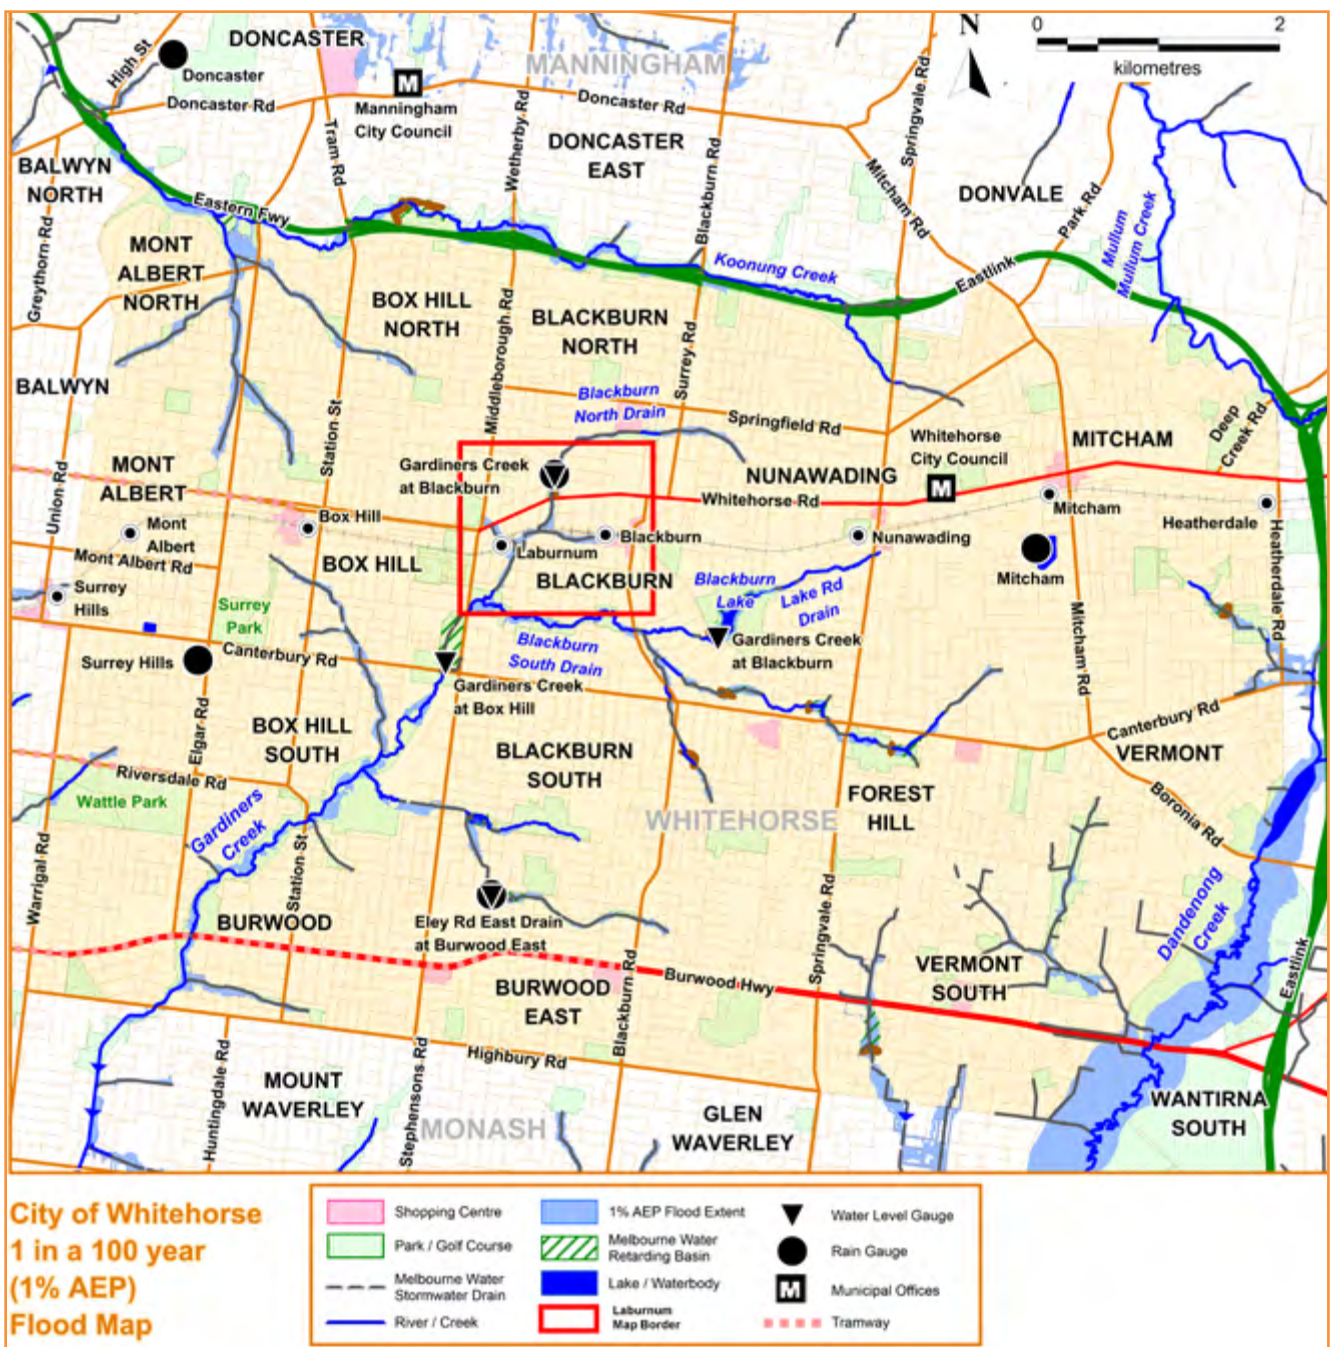 N
0
2
kilometres
DONCASTER
High St
Doncaster
MANNINGHAM
Doncaster Rd
Manningham
City Council
Doncaster Rd
Tram Rd
Wetherby Rd
DONCASTER
EAST
Blackburn Rd
Springvale Rd
Mitcham Rd
DONVALE
Park Rd
Mullum
Mullum Creek
BALWYN
NORTH
Greythorn Rd
Eastern Fwy
MONT
ALBERT
NORTH
Koonung Creek
Eastlink
BOX HILL
NORTH
Middleborough Rd
BLACKBURN
NORTH
Surrey Rd
BALWYN
Blackburn
North Drain
Springfield Rd
Station St
Whitehorse
City Council
MITCHAM
Deep
Creek Rd
MONT
ALBERT
Union Rd
Gardiners Creek
at Blackburn
NUNAWADING
Whitehorse Rd
Mitcham
Heatherdale
Box Hill
Mont
Albert
Mont Albert Rd
BOX HILL
Laburnum
Blackburn
BLACKBURN
Nunawading
Mitcham
Heatherdale Rd
Surrey
Hills
Surrey
Park
Blackburn
Lake
Lake Rd
Drain
Mitcham Rd
Surrey Hills
Canterbury Rd
Blackburn
South Drain
Gardiners Creek
at Blackburn
Gardiners Creek
at Box Hill
Elgar Rd
BOX HILL
SOUTH
BLACKBURN
SOUTH
Canterbury Rd
VERMONT
Riversdale Rd
Wattle Park
Gardiners
Creek
WHITEHORSE
FOREST
HILL
Boronia Rd
Warrigal Rd
Station St
BURWOOD
Eley Rd East Drain
at Burwood East
Springvale Rd
Dandenong
Creek
Burwood Hwy
VERMONT
SOUTH
Eastlink
BURWOOD
EAST
Blackburn Rd
Highbury Rd
Huntingdale Rd
MOUNT
WAVERLEY
Stephensons Rd
MONASH
GLEN
WAVERLEY
WANTIRNA
SOUTH
City of Whitehorse
1 in a 100 year
(1% AEP)
Flood Map
Shopping Centre
Park / Golf Course
Melbourne Water
Stormwater Drain
River / Creek
1% AEP Flood Extent
Melbourne Water
Retarding Basin
Lake / Waterbody
Laburnum
Map Border
Water Level Gauge
Rain Gauge
M
Municipal Offices
Tramway